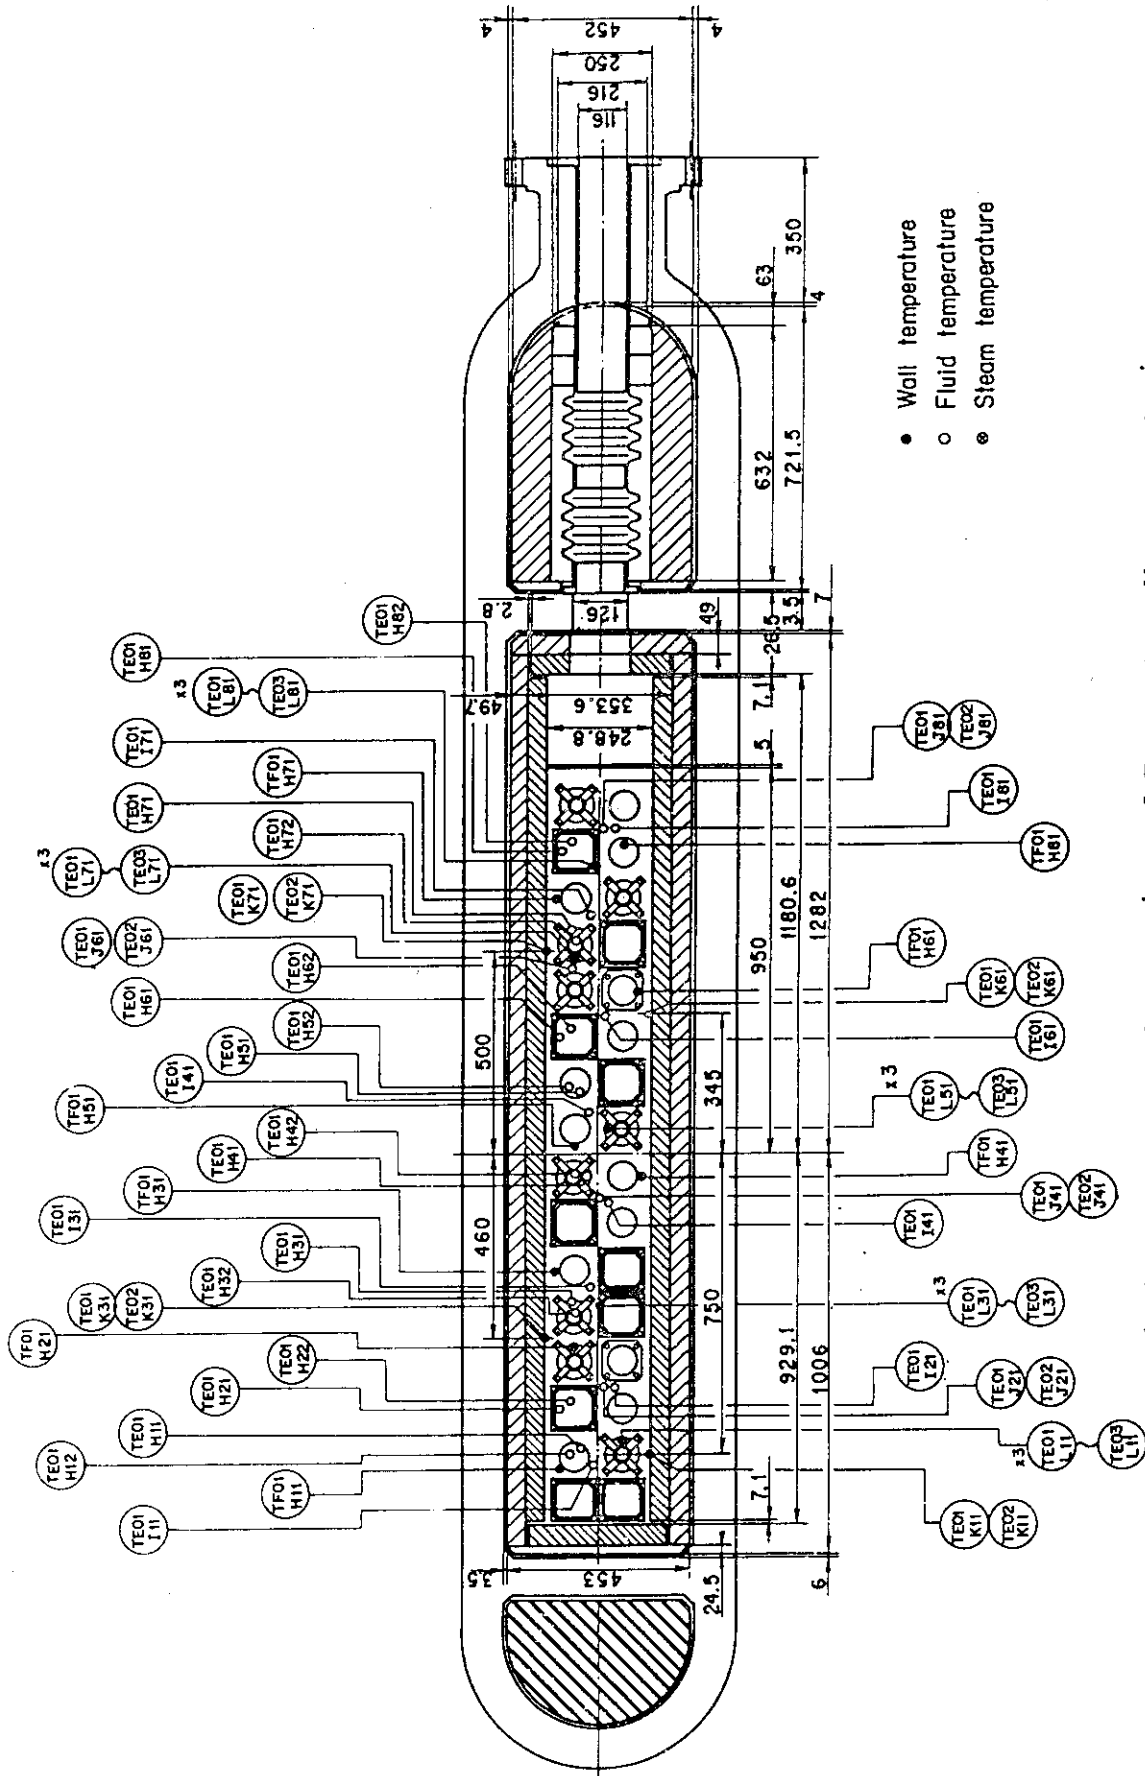 4
452
4
250
216
116
350
63
4
632
721.5
3.5
26.5
7
49
2.8
126
• Wall temperature
○ Fluid temperature
⊗ Steam temperature
TE01 H82
TE01 H81
x3
TE01 L81
TE03 L81
TE01 I71
TF01 H71
TE01 H71
TE01 H72
x3
TE01 L71
TE03 L71
TE01 K71
TE02 K71
TE01 J61
TE02 J61
TE01 H62
TE01 H61
TE01 H52
TE01 H51
TE01 I41
TF01 H51
TE01 H42
TE01 H41
TF01 H31
TE01 I31
TE01 H31
TE01 H32
TE01 K31
TE02 K31
TF01 H21
TE01 H22
TE01 H21
TE01 H11
TE01 H12
TF01 H11
TE01 I11
49.7
353.6
248.8
7.1
5
500
460
950
1180.6
1282
345
750
929.1
1006
7.1
3.5
453
24.5
6
TE01 J81
TE02 J81
TE01 I81
TF01 H81
TF01 H61
TE01 K61
TE02 K61
TE01 I61
x3
TE01 L51
TE03 L51
TF01 H41
TE01 J41
TE02 J41
TE01 I41
x3
TE01 L31
TE03 L31
TE01 I21
TE01 J21
TE02 J21
x3
TE01 L11
TE03 L11
TE01 K11
TE02 K11